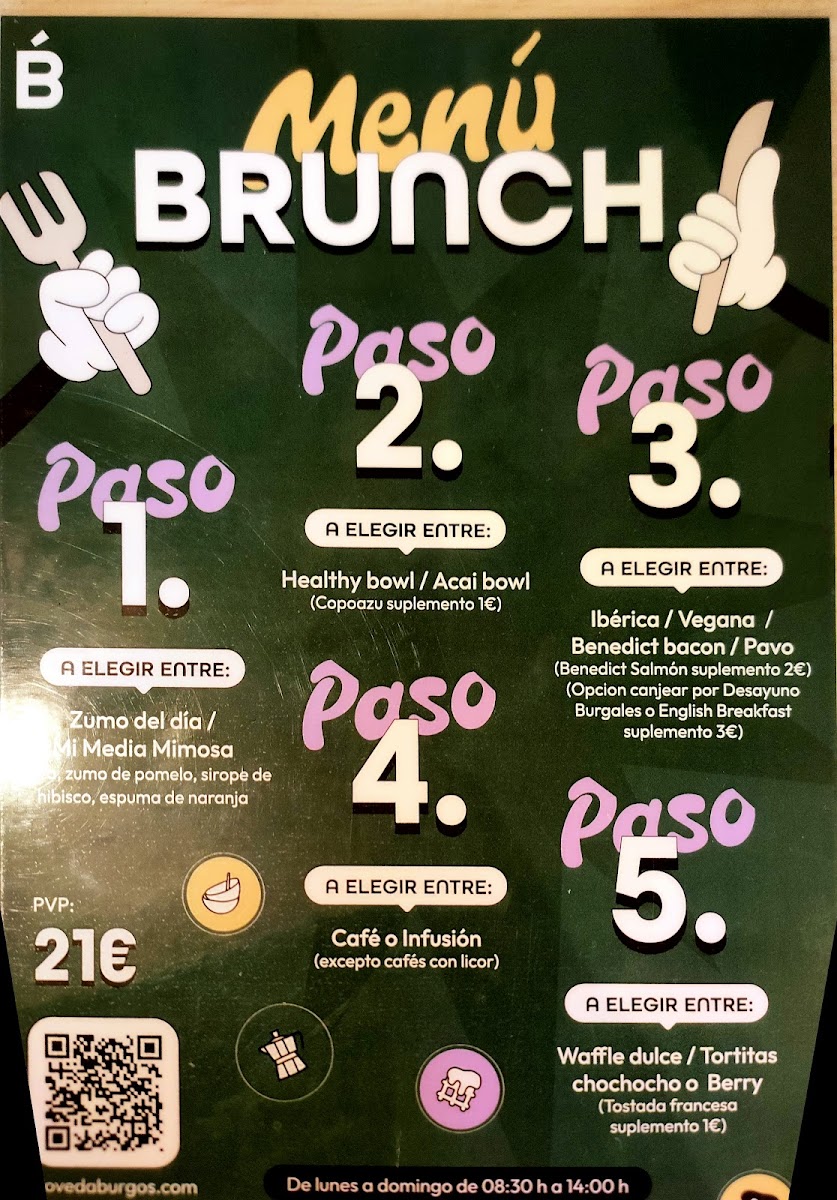 B́
Menú
BRUNCH
Paso
1.
A ELEGIR ENTRE:
Zumo del día /
Mi Media Mimosa
zumo de pomelo, sirope de
hibisco, espuma de naranja
Paso
2.
A ELEGIR ENTRE:
Healthy bowl / Acai bowl
(Copoazu suplemento 1€)
Paso
3.
A ELEGIR ENTRE:
Ibérica / Vegana /
Benedict bacon / Pavo
(Benedict Salmón suplemento 2€)
(Opcion canjear por Desayuno
Burgales o English Breakfast
suplemento 3€)
Paso
4.
A ELEGIR ENTRE:
Café o Infusión
(excepto cafés con licor)
Paso
5.
A ELEGIR ENTRE:
Waffle dulce / Tortitas
chochocho o Berry
(Tostada francesa
suplemento 1€)
PVP:
21€
ovedaburgos.com
De lunes a domingo de 08:30 h a 14:00 h